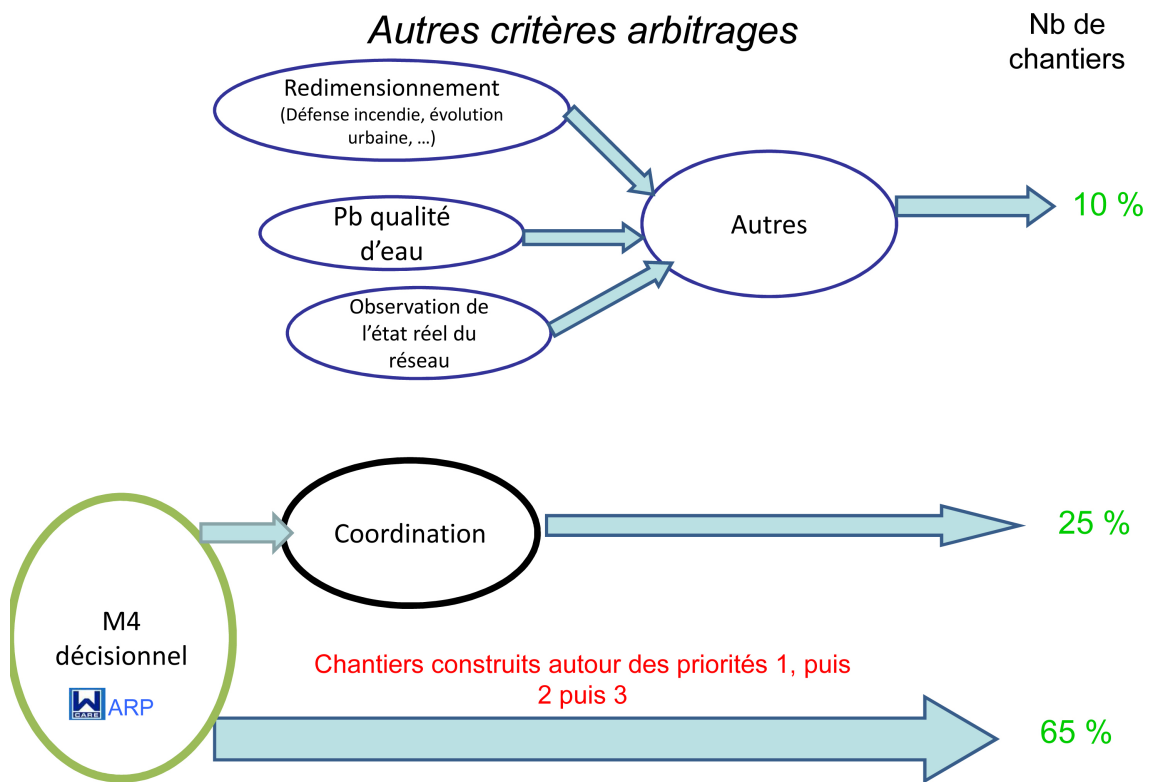 Autres critères arbitrages
Nb de
chantiers
Redimensionnement
(Défense incendie, évolution
urbaine, ...)
Pb qualité
d’eau
Observation de
l’état réel du
réseau
Autres
10 %
Coordination
25 %
M4
décisionnel
W
CARE
ARP
Chantiers construits autour des priorités 1, puis
2 puis 3
65 %